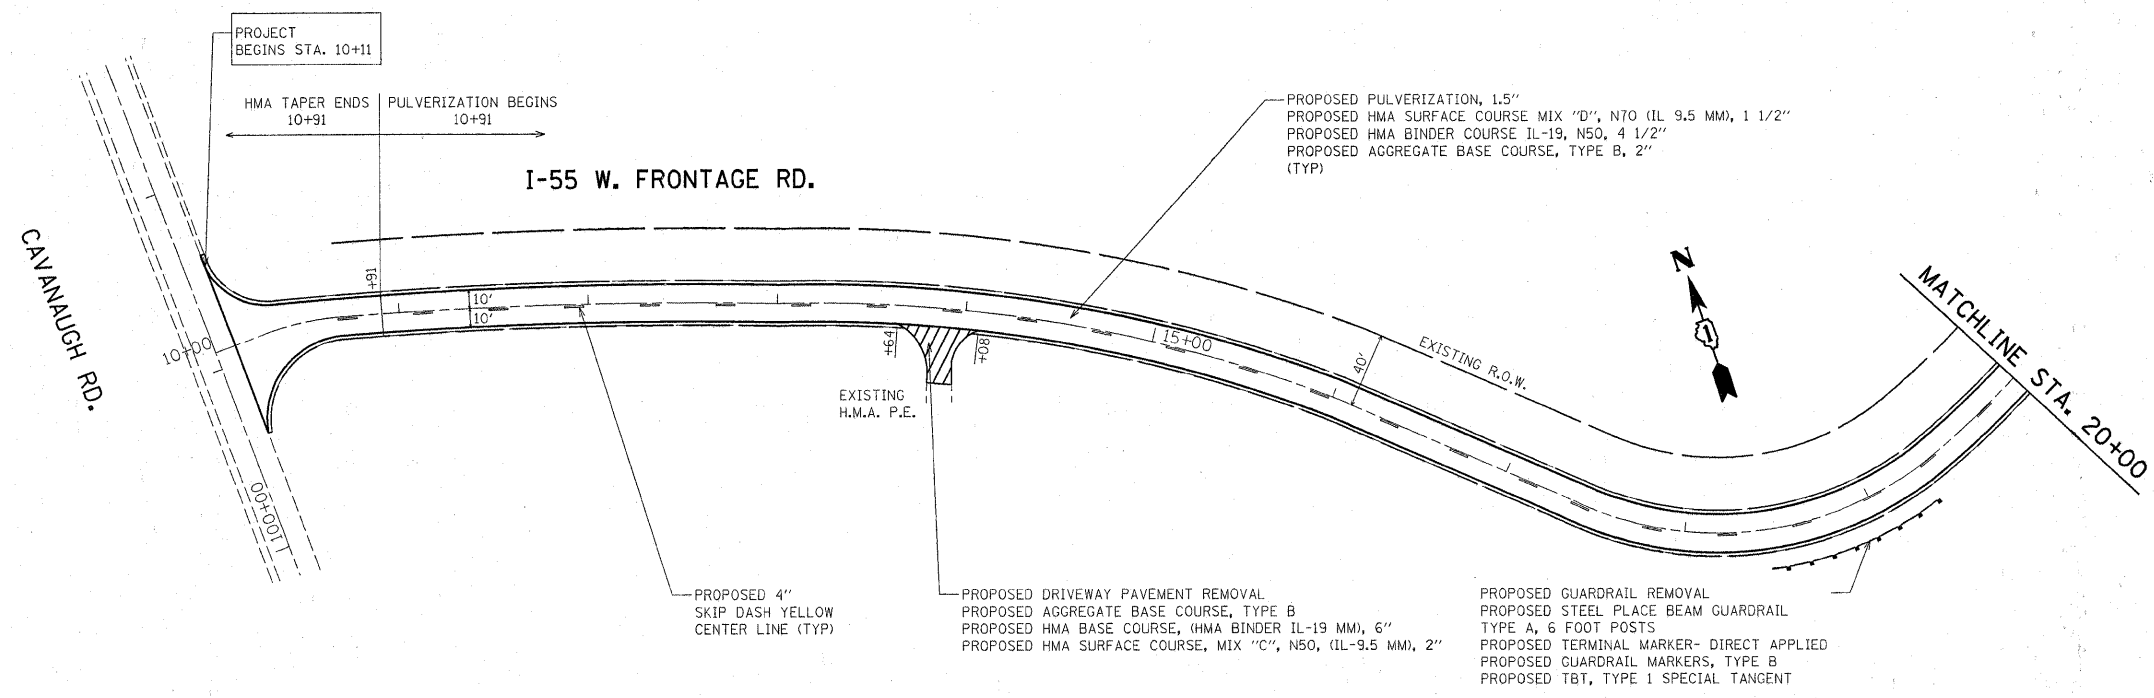 PROJECT
BEGINS STA. 10+11
HMA TAPER ENDS
10+91
PULVERIZATION BEGINS
10+91
I-55 W. FRONTAGE RD.
PROPOSED PULVERIZATION, 1.5"
PROPOSED HMA SURFACE COURSE MIX "D", N70 (IL 9.5 MM), 1 1/2"
PROPOSED HMA BINDER COURSE IL-19, N50, 4 1/2"
PROPOSED AGGREGATE BASE COURSE, TYPE B, 2"
(TYP)
CAVANAUGH RD.
10+00
100+00
+91
10'
10'
+64
+08
15+00
40'
EXISTING R.O.W.
N
1
MATCHLINE STA. 20+00
EXISTING
H.M.A. P.E.
PROPOSED 4"
SKIP DASH YELLOW
CENTER LINE (TYP)
PROPOSED DRIVEWAY PAVEMENT REMOVAL
PROPOSED AGGREGATE BASE COURSE, TYPE B
PROPOSED HMA BASE COURSE, (HMA BINDER IL-19 MM), 6"
PROPOSED HMA SURFACE COURSE, MIX "C", N50, (IL-9.5 MM), 2"
PROPOSED GUARDRAIL REMOVAL
PROPOSED STEEL PLACE BEAM GUARDRAIL
TYPE A, 6 FOOT POSTS
PROPOSED TERMINAL MARKER- DIRECT APPLIED
PROPOSED GUARDRAIL MARKERS, TYPE B
PROPOSED TBT, TYPE 1 SPECIAL TANGENT